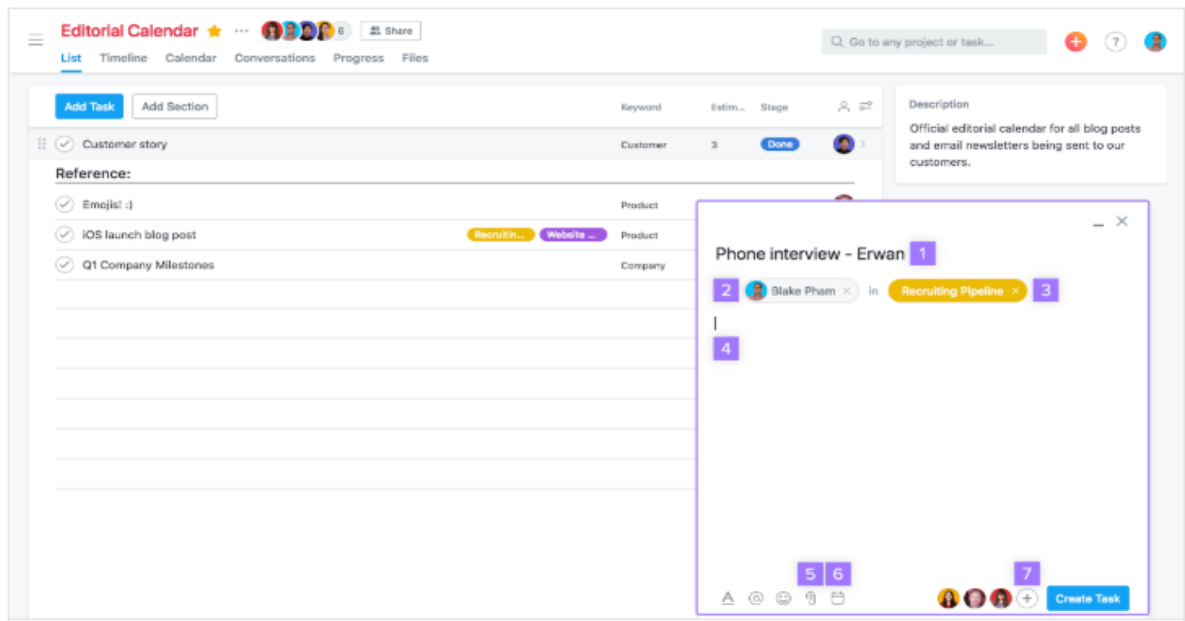 Editorial Calendar ... 6 Share
Go to any project or task...
?
List Timeline Calendar Conversations Progress Files
Add Task Add Section
Keyword Estim... Stage
Customer story Customer 3 Done
Reference:
Emojis! :) Product
iOS launch blog post Recruitin... Website ... Product
Q1 Company Milestones Company
Description
Official editorial calendar for all blog posts
and email newsletters being sent to our
customers.
Phone interview - Erwan 1
2 Blake Pham × in Recruiting Pipeline × 3
4
5 6 7
A @ Create Task